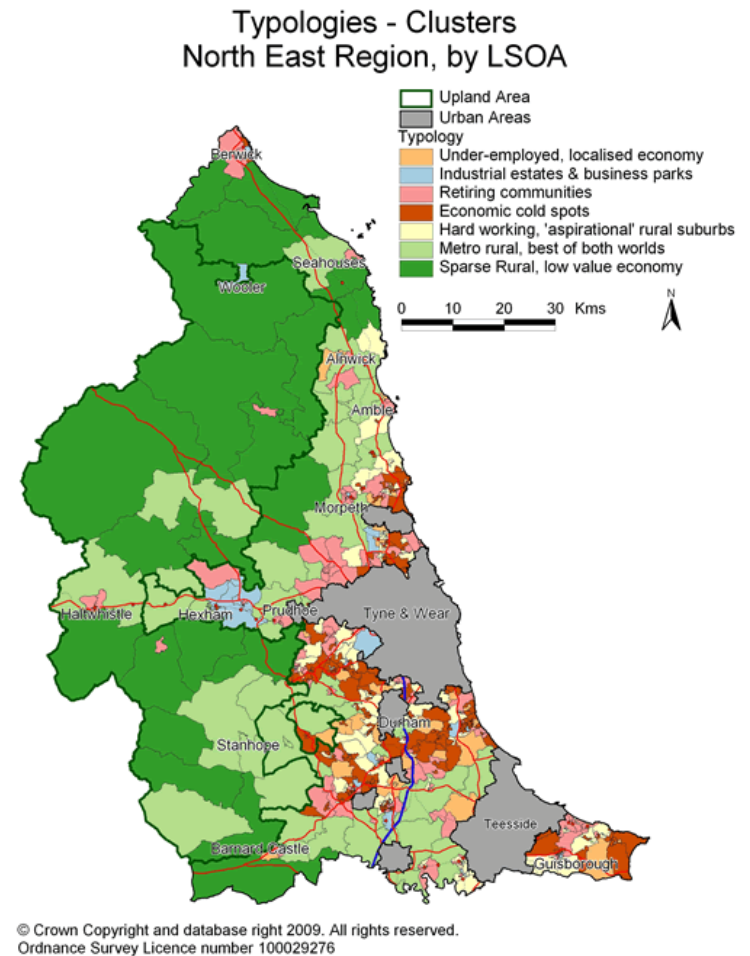 Typologies - Clusters
North East Region, by LSOA
Upland Area
Urban Areas
Typology
Under-employed, localised economy
Industrial estates & business parks
Retiring communities
Economic cold spots
Hard working, 'aspirational' rural suburbs
Metro rural, best of both worlds
Sparse Rural, low value economy
0 10 20 30 Kms
N
Berwick
Seahouses
Wooler
Alnwick
Amble
Morpeth
Haltwhistle
Hexham
Prudhoe
Tyne & Wear
Durham
Stanhope
Teesside
Barnard Castle
Guisborough
© Crown Copyright and database right 2009. All rights reserved.
Ordnance Survey Licence number 100029276